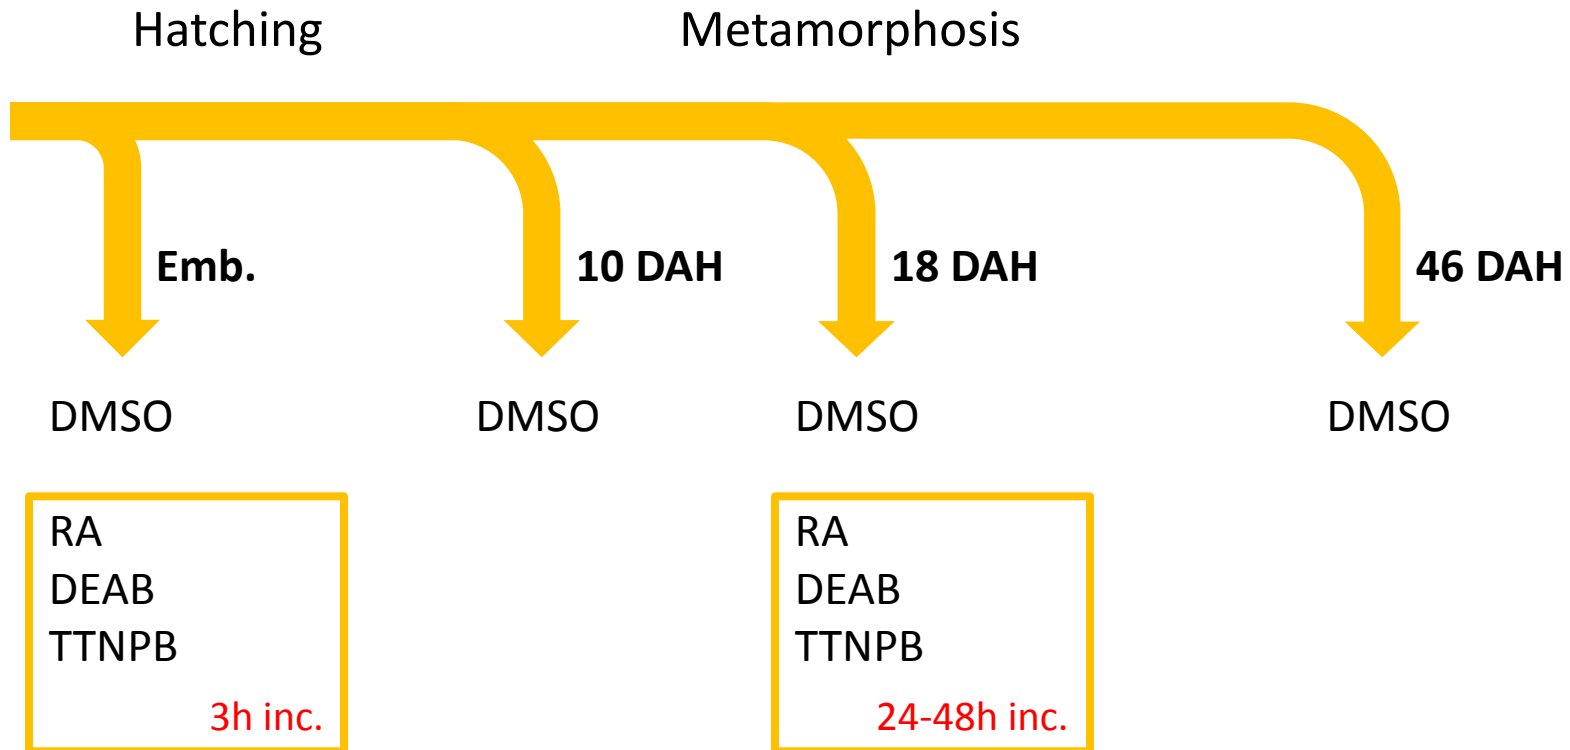 Hatching
Metamorphosis
Emb.
10 DAH
18 DAH
46 DAH
DMSO
DMSO
DMSO
DMSO
RA
DEAB
TTNPB
3h inc.
RA
DEAB
TTNPB
24-48h inc.